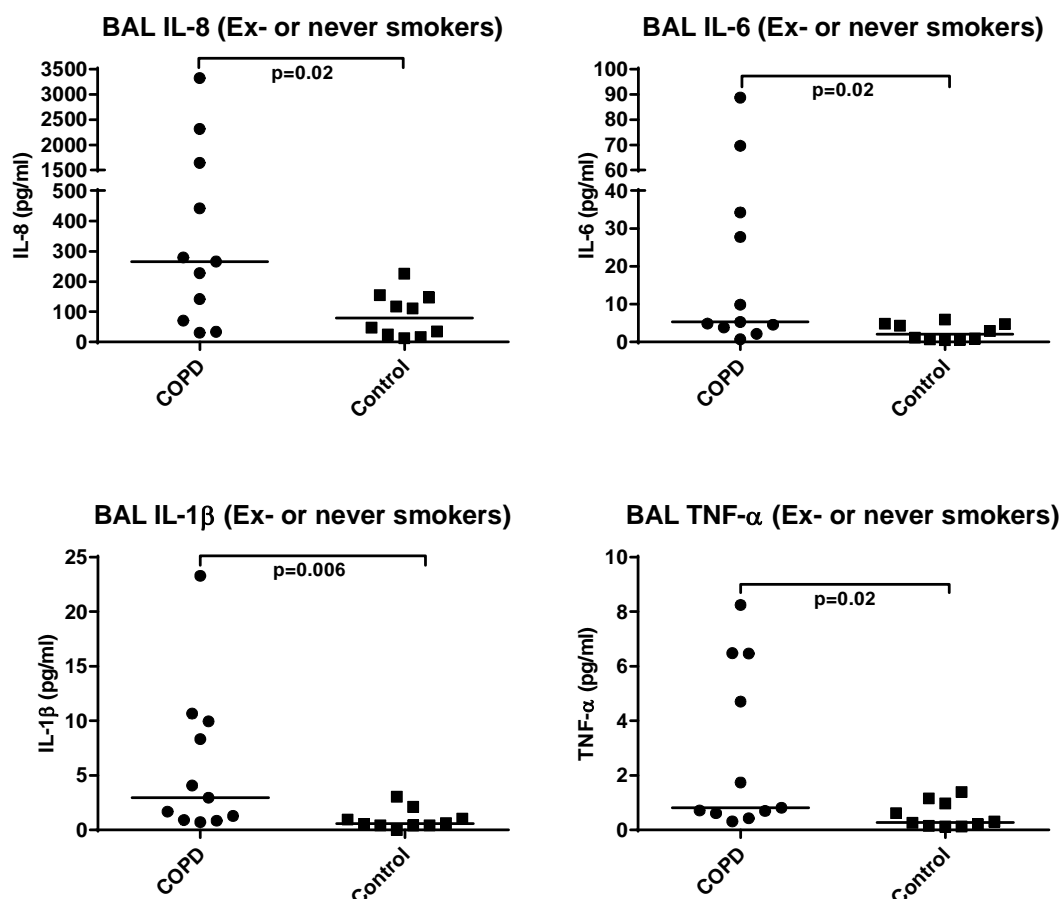 BAL IL-8 (Ex- or never smokers)
3500
3000
2500
2000
1500
500
400
300
200
100
0
IL-8 (pg/ml)
p=0.02
COPD
Control
BAL IL-6 (Ex- or never smokers)
100
90
80
70
60
40
30
20
10
0
IL-6 (pg/ml)
p=0.02
COPD
Control
BAL IL-1β (Ex- or never smokers)
25
20
15
10
5
0
IL-1β (pg/ml)
p=0.006
COPD
Control
BAL TNF-α (Ex- or never smokers)
10
8
6
4
2
0
TNF-α (pg/ml)
p=0.02
COPD
Control